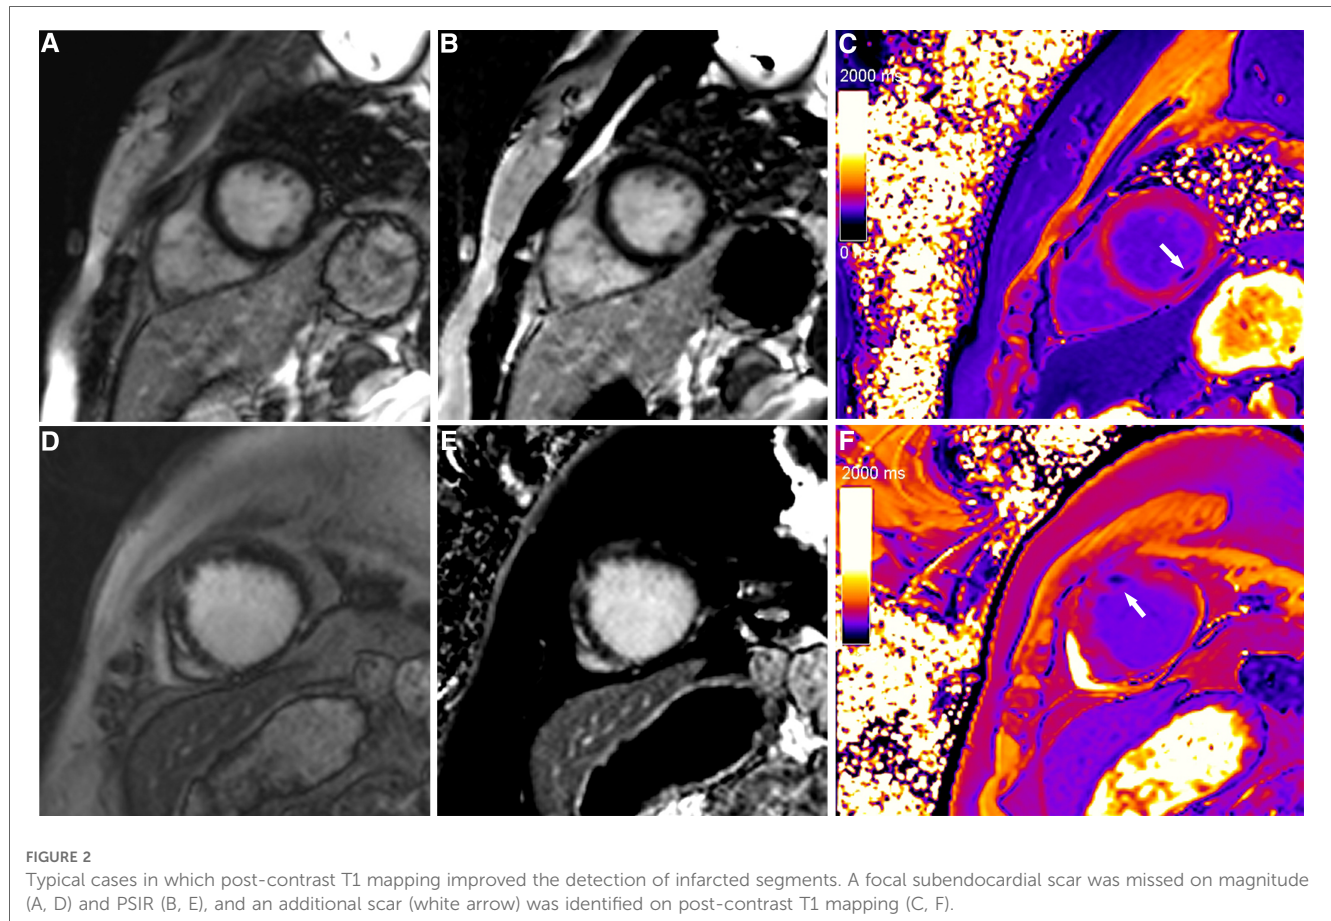 A
B
C
2000 ms
0 ms
D
E
F
2000 ms
FIGURE 2
Typical cases in which post-contrast T1 mapping improved the detection of infarcted segments. A focal subendocardial scar was missed on magnitude
(A, D) and PSIR (B, E), and an additional scar (white arrow) was identified on post-contrast T1 mapping (C, F).